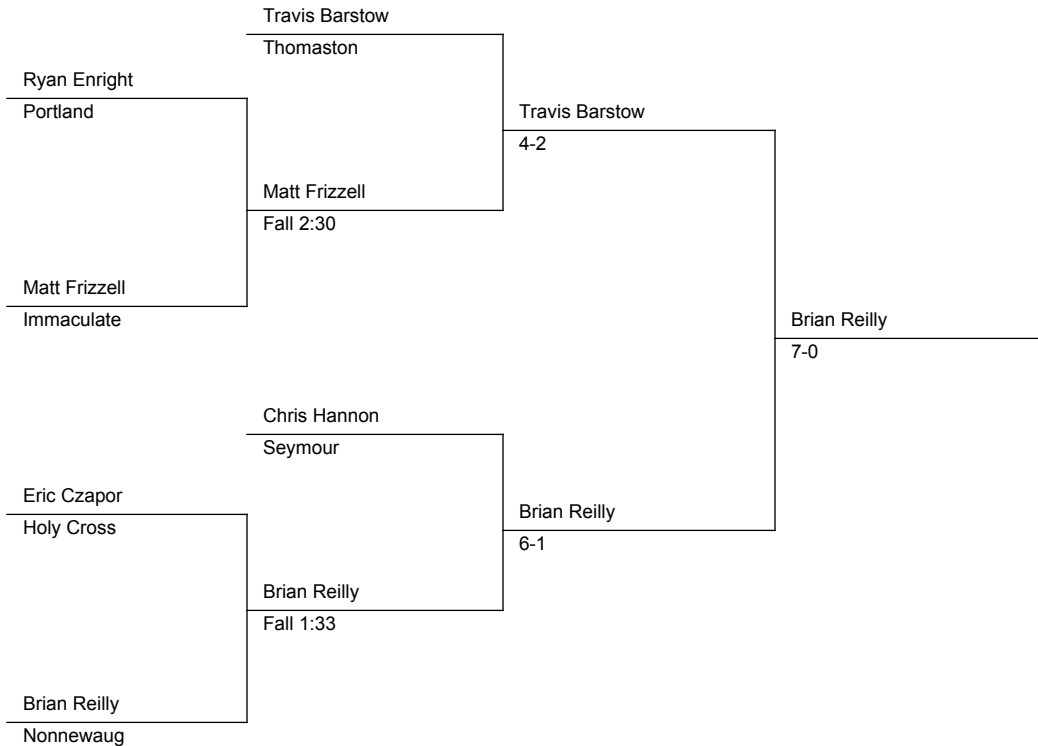 Travis Barstow
Thomaston
Ryan Enright
Portland
Travis Barstow
4-2
Matt Frizzell
Fall 2:30
Matt Frizzell
Immaculate
Brian Reilly
7-0
Chris Hannon
Seymour
Eric Czapor
Holy Cross
Brian Reilly
6-1
Brian Reilly
Fall 1:33
Brian Reilly
Nonnewaug